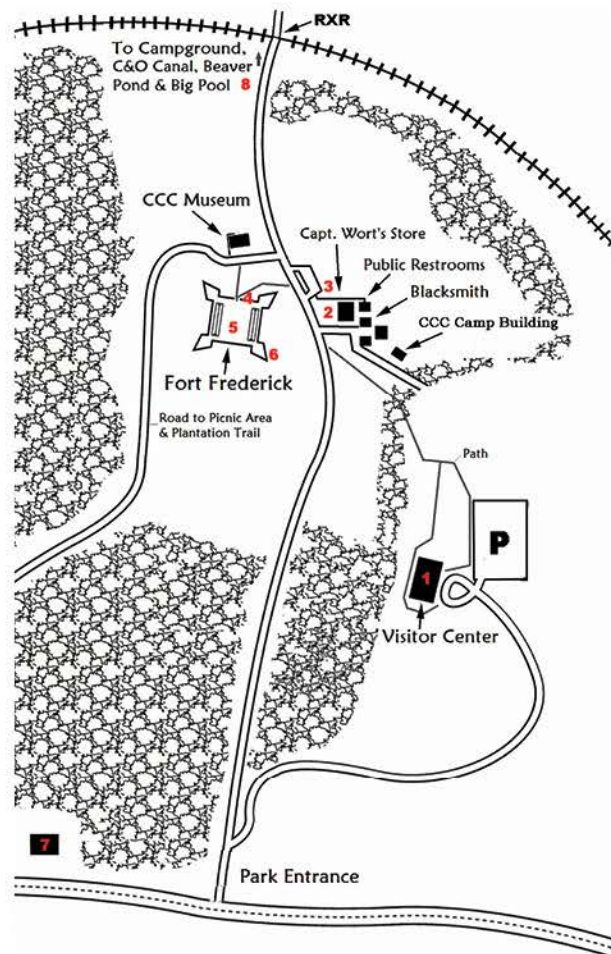 RXR
To Campground,
C&O Canal, Beaver
Pond & Big Pool 8
CCC Museum
Capt. Wort's Store
Public Restrooms
Blacksmith
CCC Camp Building
3
4
2
5
6
Fort Frederick
Road to Picnic Area
& Plantation Trail
Path
P
1
Visitor Center
7
Park Entrance